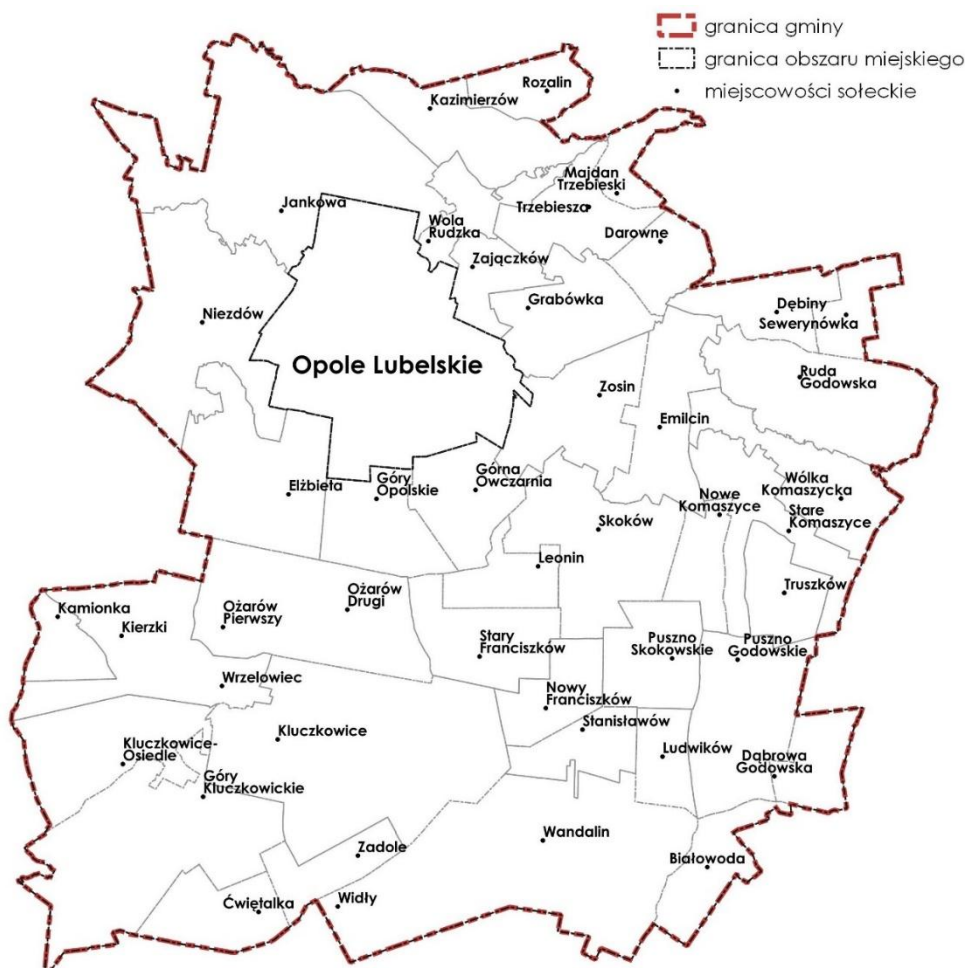 granica gminy
granica obszaru miejskiego
miejscowości sołeckie
Rozalin
Kazimierzów
Majdan
Trzebieski
Trzebiesza
Jankowa
Wola
Rudzka
Darowne
Zajączków
Niezdów
Grabówka
Dębiny
Sewerynówka
Opole Lubelskie
Ruda
Godowska
Zosin
Emilcin
Elżbieta
Góry
Opolskie
Górna
Owczarnia
Wólka
Komaszycka
Nowe
Komaszyce
Stare
Komaszyce
Skoków
Leonin
Truszków
Kamionka
Kierzki
Ożarów
Pierwszy
Ożarów
Drugi
Stary
Franciszków
Puszno
Skokowskie
Puszno
Godowskie
Wrzelowiec
Nowy
Franciszków
Stanisławów
Kluczkowice-
Osiedle
Kluczkowice
Ludwików
Dąbrowa
Godowska
Góry
Kluczkowickie
Wandalin
Zadole
Białowoda
Ćwiętalka
Widły